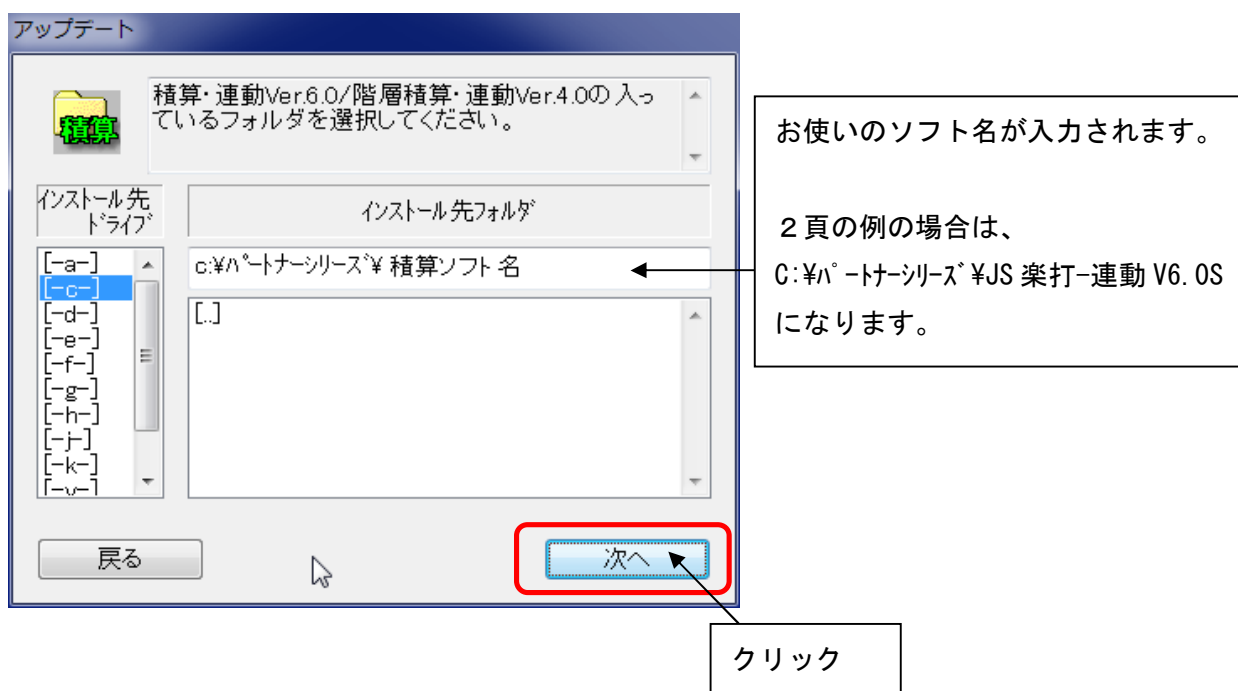 アップデート
積算
積算・連動Ver.6.0/階層積算・連動Ver.4.0の 入っ
ているフォルダを選択してください。
インストール先
ﾄﾞﾗｲﾌﾞ
インストール先フォルダ
[-a-]
[-c-]
[-d-]
[-e-]
[-f-]
[-g-]
[-h-]
[-j-]
[-k-]
[-v-]
c:¥ﾊﾟｰﾄﾅｰｼﾘｰｽﾞ¥ 積算ソフト 名
[..]
戻る
次へ
お使いのソフト名が入力されます。
２頁の例の場合は、
C:¥ﾊﾟｰﾄﾅｰｼﾘｰｽﾞ¥JS 楽打-連動 V6.0S
になります。
クリック